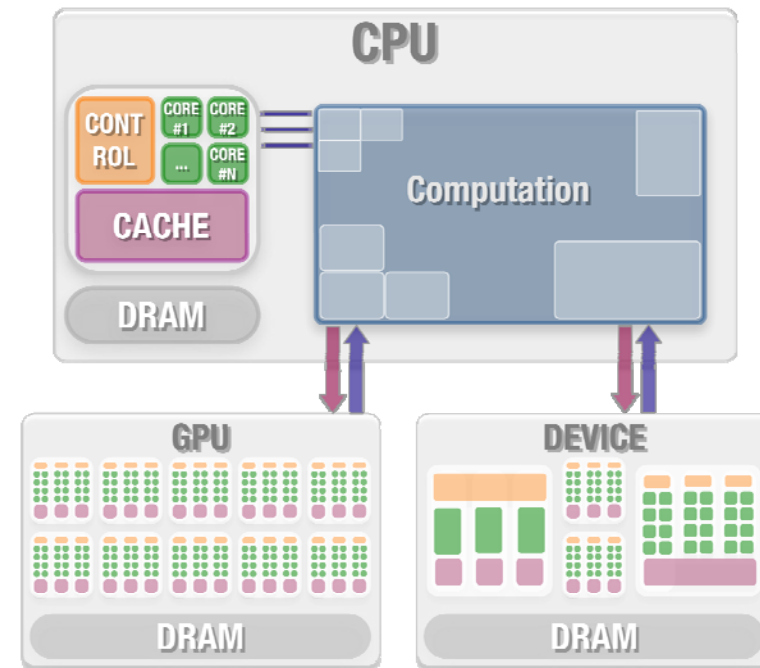 CPU
CONT
ROL
CORE
#1
CORE
#2
...
CORE
#N
CACHE
DRAM
Computation
GPU
DRAM
DEVICE
DRAM